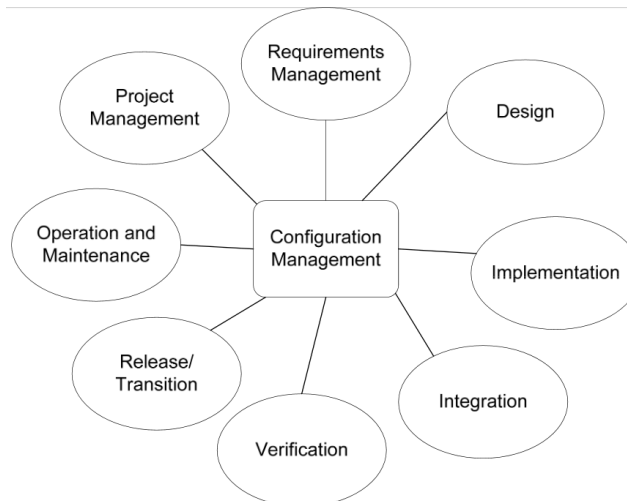 Requirements
Management
Project
Management
Design
Operation and
Maintenance
Configuration
Management
Implementation
Release/
Transition
Integration
Verification